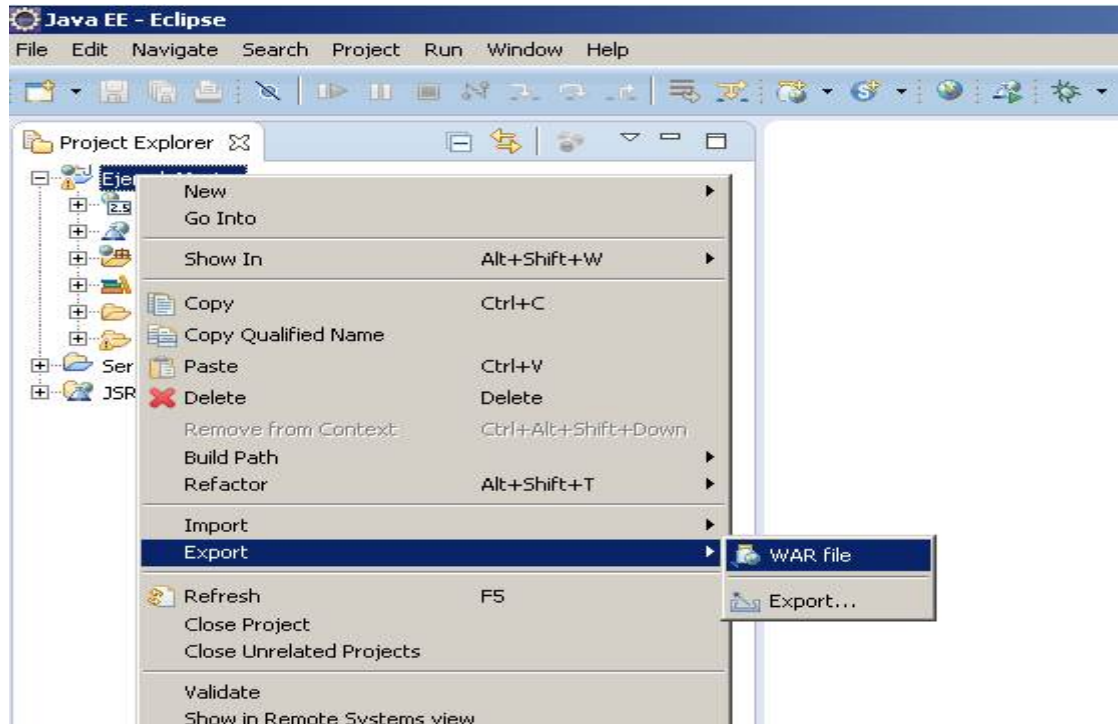 Java EE - Eclipse
File Edit Navigate Search Project Run Window Help
Project Explorer
New
Go Into
2.5
Show In Alt+Shift+W
Copy Ctrl+C
Copy Qualified Name
Ser Paste Ctrl+V
JSR Delete Delete
Remove from Context Ctrl+Alt+Shift+Down
Build Path
Refactor Alt+Shift+T
Import
Export
WAR file
Refresh F5
Export...
Close Project
Close Unrelated Projects
Validate
Show in Remote Systems view